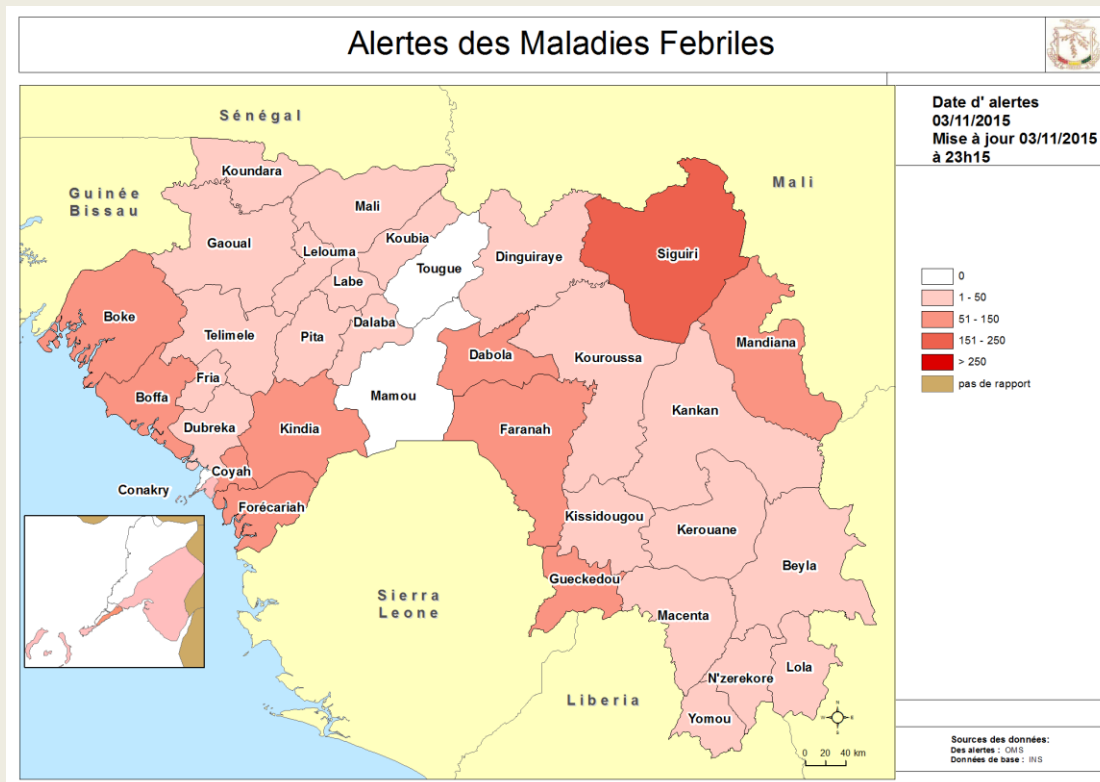 Alertes des Maladies Febriles
Date d' alertes
03/11/2015
Mise à jour 03/11/2015
à 23h15
Sénégal
Guinée
Bissau
Mali
Koundara
Mali
Gaoual
Koubia
Lelouma
Tougue
Dinguiraye
Siguiri
Labe
Boke
Telimele
Pita
Dalaba
Dabola
Kouroussa
Mandiana
Fria
Boffa
Mamou
Kankan
Dubreka
Kindia
Faranah
Coyah
Conakry
Forécariah
Kissidougou
Kerouane
Beyla
Gueckedou
Sierra
Leone
Macenta
Lola
N'zerekore
Liberia
Yomou
0
1 - 50
51 - 150
151 - 250
> 250
pas de rapport
N
W
E
S
0 20 40 km
Sources des données:
Des alertes : OMS
Données de base : INS